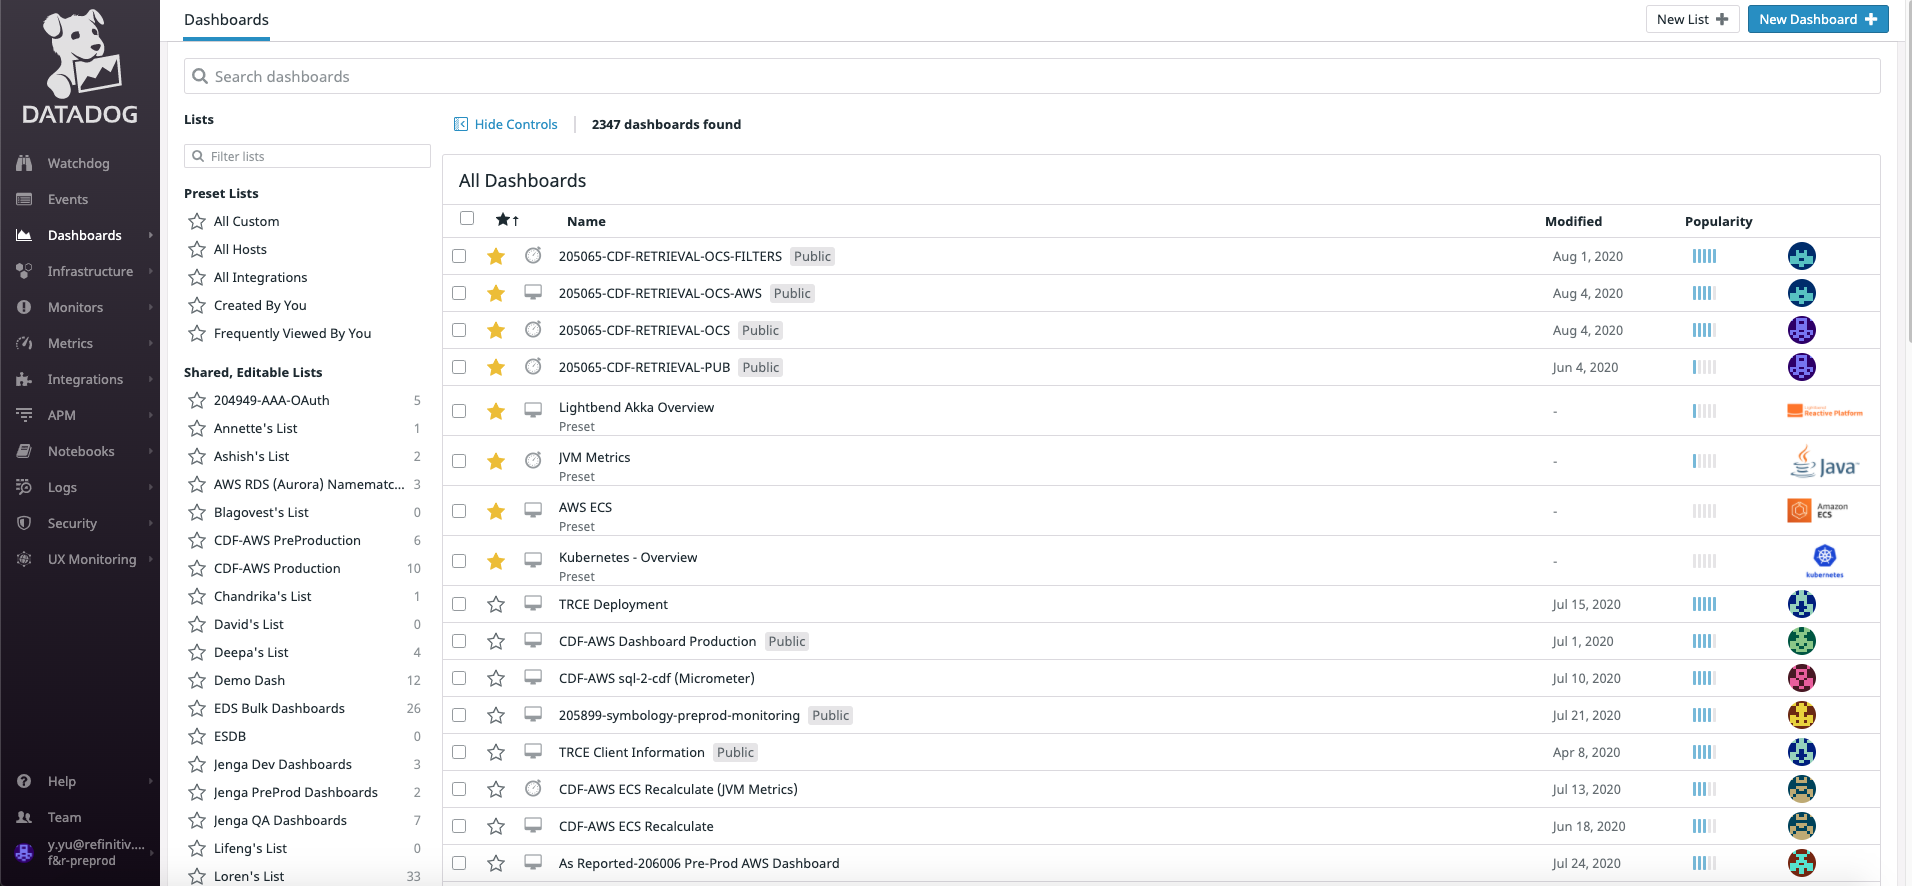 DATADOG
Watchdog
Events
Dashboards
Infrastructure
Monitors
Metrics
Integrations
APM
Notebooks
Logs
Security
UX Monitoring
Help
Team
y.yu@refinitiv....
f&r-preprod
Dashboards
New List
New Dashboard
Search dashboards
Lists
Filter lists
Preset Lists
All Custom
All Hosts
All Integrations
Created By You
Frequently Viewed By You
Shared, Editable Lists
204949-AAA-OAuth 5
Annette's List 1
Ashish's List 2
AWS RDS (Aurora) Namematc... 3
Blagovest's List 0
CDF-AWS PreProduction 6
CDF-AWS Production 10
Chandrika's List 1
David's List 0
Deepa's List 4
Demo Dash 12
EDS Bulk Dashboards 26
ESDB 0
Jenga Dev Dashboards 3
Jenga PreProd Dashboards 2
Jenga QA Dashboards 7
Lifeng's List 0
Loren's List 33
Hide Controls 2347 dashboards found
All Dashboards
Name Modified Popularity
205065-CDF-RETRIEVAL-OCS-FILTERS Public Aug 1, 2020
205065-CDF-RETRIEVAL-OCS-AWS Public Aug 4, 2020
205065-CDF-RETRIEVAL-OCS Public Aug 4, 2020
205065-CDF-RETRIEVAL-PUB Public Jun 4, 2020
Lightbend Akka Overview - Reactive Platform
Preset
JVM Metrics - Java
Preset
AWS ECS - Amazon ECS
Preset
Kubernetes - Overview - kubernetes
Preset
TRCE Deployment Jul 15, 2020
CDF-AWS Dashboard Production Public Jul 1, 2020
CDF-AWS sql-2-cdf (Micrometer) Jul 10, 2020
205899-symbology-preprod-monitoring Public Jul 21, 2020
TRCE Client Information Public Apr 8, 2020
CDF-AWS ECS Recalculate (JVM Metrics) Jul 13, 2020
CDF-AWS ECS Recalculate Jun 18, 2020
As Reported-206006 Pre-Prod AWS Dashboard Jul 24, 2020